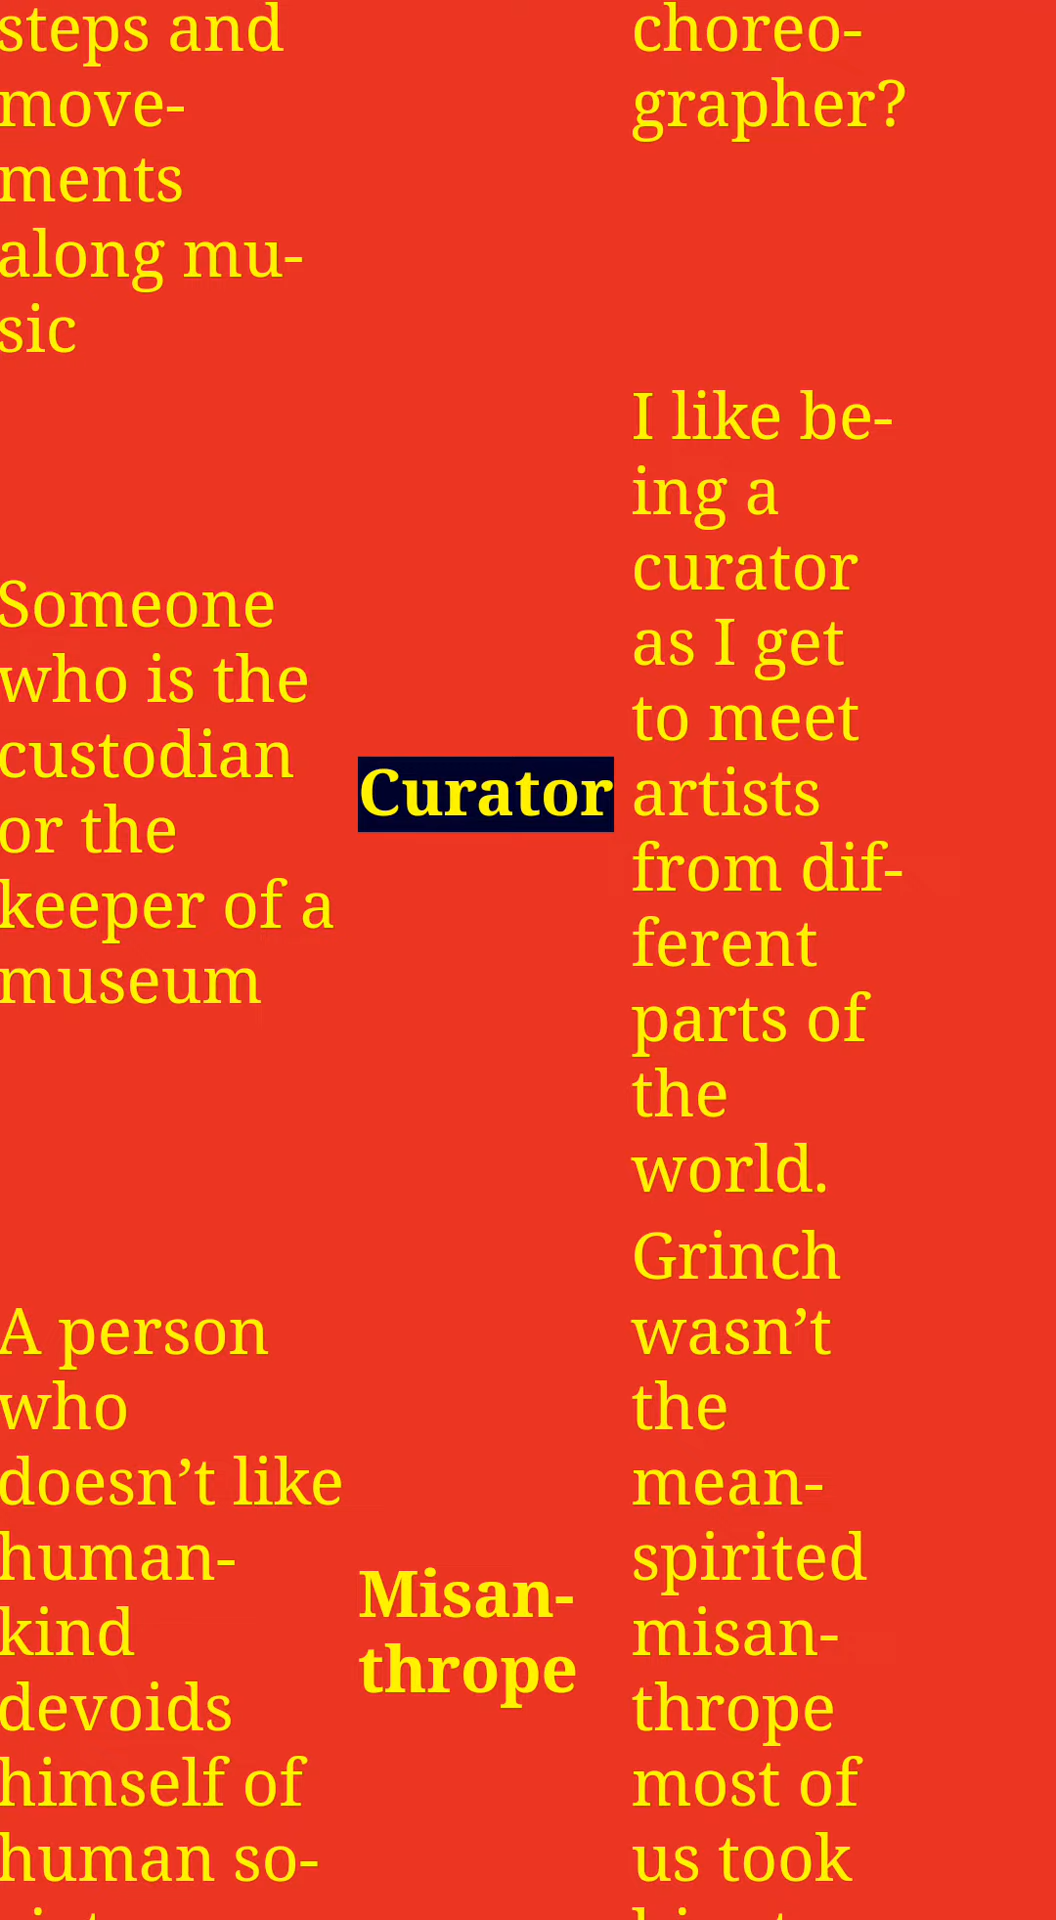 steps and
move-
ments
along mu-
sic
choreo-
grapher?
Someone
who is the
custodian
or the
keeper of a
museum
Curator
I like be-
ing a
curator
as I get
to meet
artists
from dif-
ferent
parts of
the
world.
A person
who
doesn’t like
human-
kind
devoids
himself of
human so-
Misan-
thrope
Grinch
wasn’t
the
mean-
spirited
misan-
thrope
most of
us took